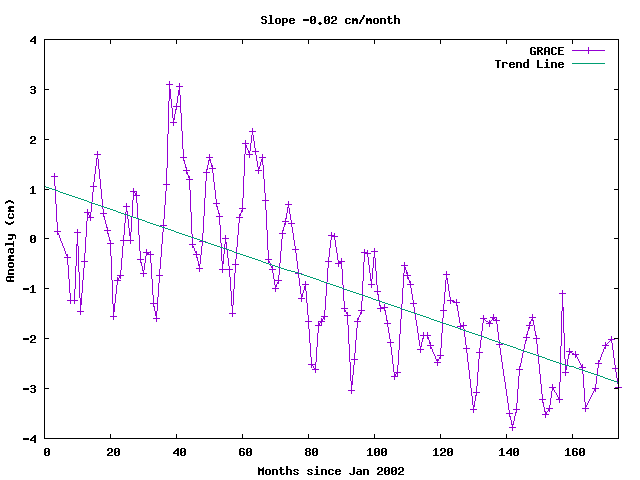 Slope -0.02 cm/month
GRACE
Trend Line
4
3
2
1
0
-1
-2
-3
-4
Anomaly (cm)
0 20 40 60 80 100 120 140 160
Months since Jan 2002